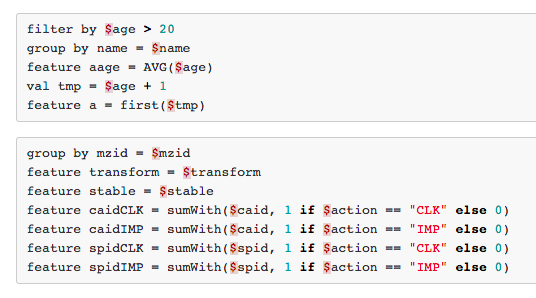 filter by $age > 20
group by name = $name
feature aage = AVG($age)
val tmp = $age + 1
feature a = first($tmp)
group by mzid = $mzid
feature transform = $transform
feature stable = $stable
feature caidCLK = sumWith($caid, 1 if $action == "CLK" else 0)
feature caidIMP = sumWith($caid, 1 if $action == "IMP" else 0)
feature spidCLK = sumWith($spid, 1 if $action == "CLK" else 0)
feature spidIMP = sumWith($spid, 1 if $action == "IMP" else 0)